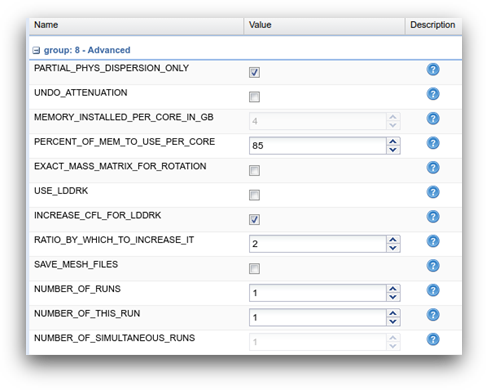 Name Value Description
group: 8 - Advanced
PARTIAL_PHYS_DISPERSION_ONLY
UNDO_ATTENUATION
MEMORY_INSTALLED_PER_CORE_IN_GB 4
PERCENT_OF_MEM_TO_USE_PER_CORE 85
EXACT_MASS_MATRIX_FOR_ROTATION
USE_LDDRK
INCREASE_CFL_FOR_LDDRK
RATIO_BY_WHICH_TO_INCREASE_IT 2
SAVE_MESH_FILES
NUMBER_OF_RUNS 1
NUMBER_OF_THIS_RUN 1
NUMBER_OF_SIMULTANEOUS_RUNS 1